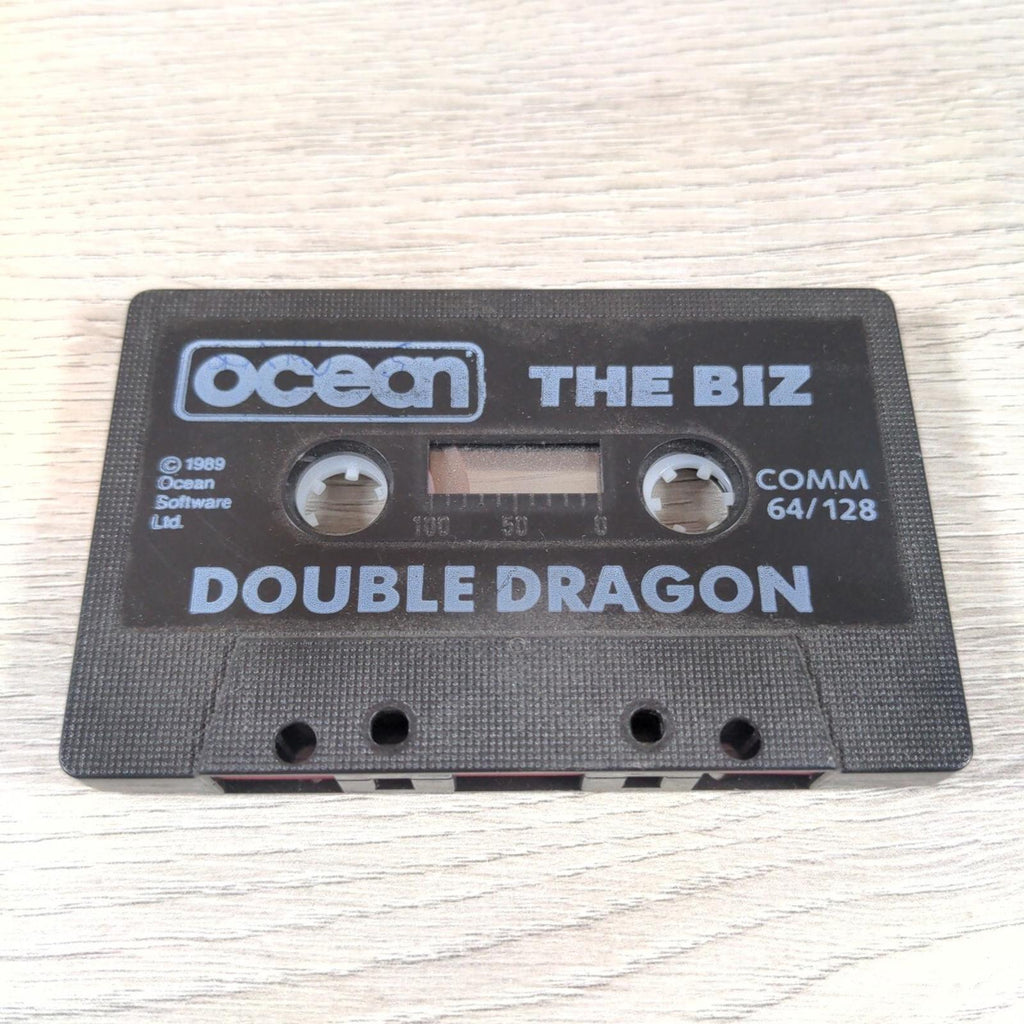 ocean
THE BIZ
© 1989
Ocean
Software
Ltd.
COMM
64/128
100 50 0
DOUBLE DRAGON